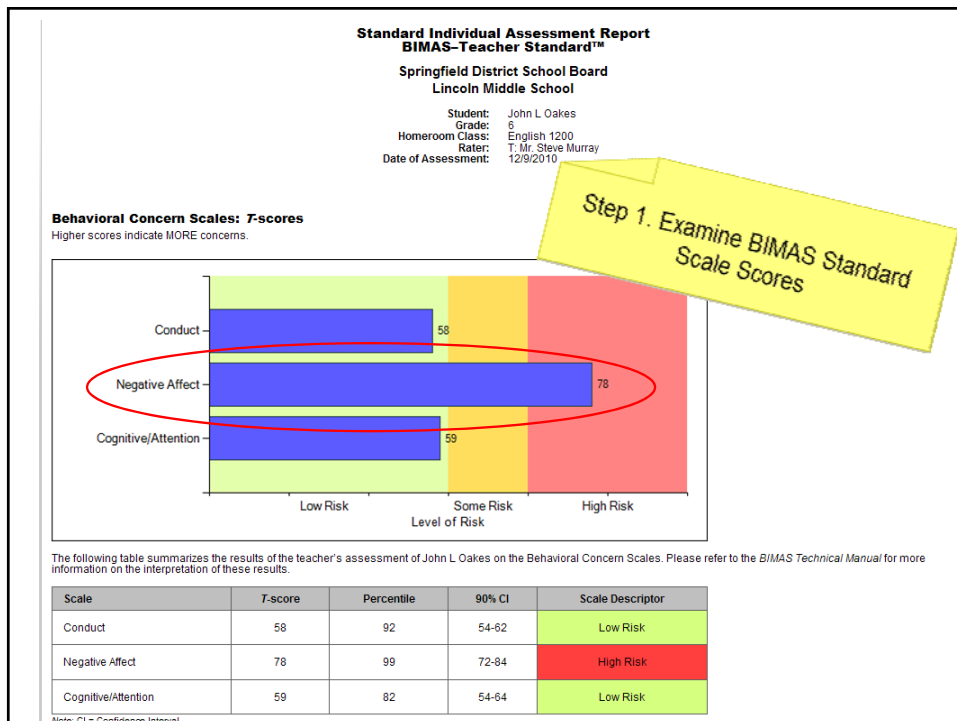 Standard Individual Assessment Report
BIMAS–Teacher Standard™
Springfield District School Board
Lincoln Middle School
Student: John L Oakes
Grade: 6
Homeroom Class: English 1200
Rater: T: Mr. Steve Murray
Date of Assessment: 12/9/2010
Step 1. Examine BIMAS Standard
Scale Scores
Behavioral Concern Scales: T-scores
Higher scores indicate MORE concerns.
Conduct 58
Negative Affect 78
Cognitive/Attention 59
Low Risk Some Risk High Risk
Level of Risk
The following table summarizes the results of the teacher's assessment of John L Oakes on the Behavioral Concern Scales. Please refer to the BIMAS Technical Manual for more
information on the interpretation of these results.
Scale T-score Percentile 90% CI Scale Descriptor
Conduct 58 92 54-62 Low Risk
Negative Affect 78 99 72-84 High Risk
Cognitive/Attention 59 82 54-64 Low Risk
Note: CI = Confidence Interval